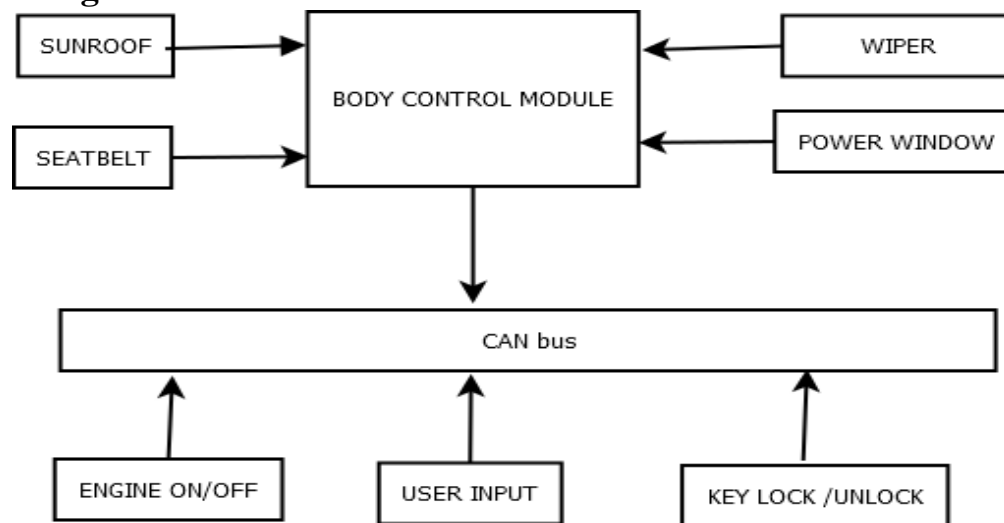 SUNROOF
WIPER
BODY CONTROL MODULE
SEATBELT
POWER WINDOW
CAN bus
ENGINE ON/OFF
USER INPUT
KEY LOCK /UNLOCK